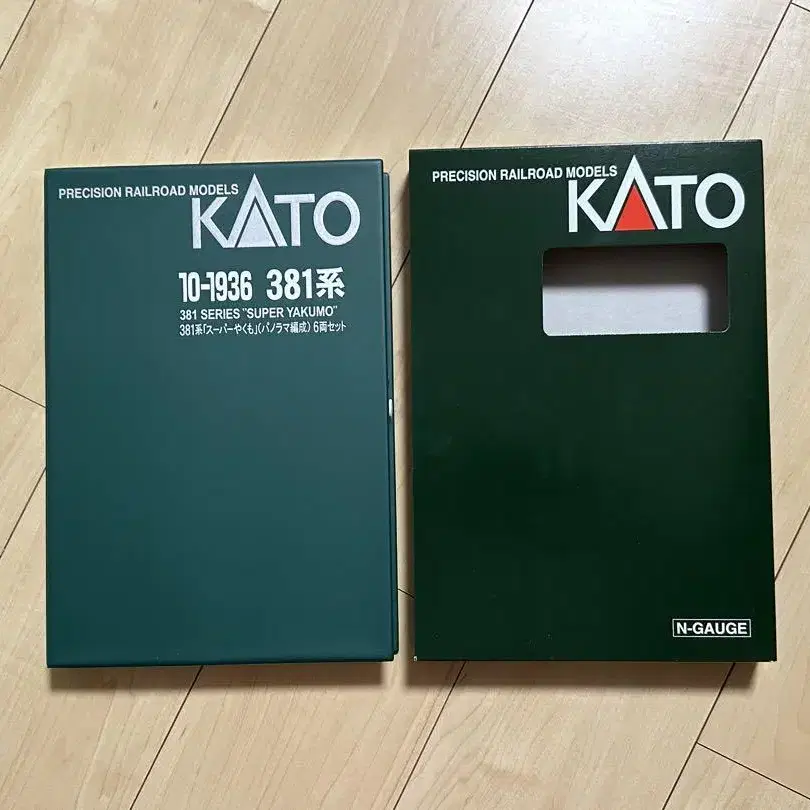 PRECISION RAILROAD MODELS
KATO
10-1936 381系
381 SERIES "SUPER YAKUMO"
381系「スーパーやくも」(パノラマ編成) 6両セット
PRECISION RAILROAD MODELS
KATO
N-GAUGE